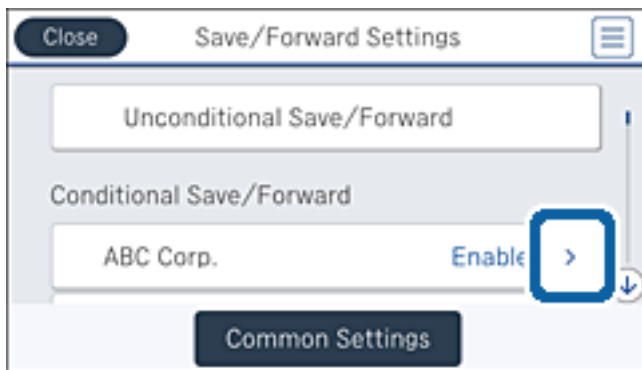 Close Save/Forward Settings
Unconditional Save/Forward
Conditional Save/Forward
ABC Corp. Enable
Common Settings